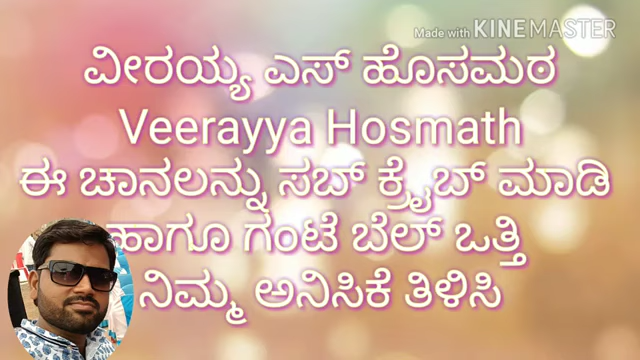 Made with KINEMASTER
ವೀರಯ್ಯ ಎಸ್ ಹೊಸಮಠ
Veerayya Hosmath
ಈ ಚಾನಲನ್ನು ಸಬ್ ಕ್ರೈಬ್ ಮಾಡಿ
ಹಾಗೂ ಗಂಟೆ ಬೆಲ್ ಒತ್ತಿ
ನಿಮ್ಮ ಅನಿಸಿಕೆ ತಿಳಿಸಿ